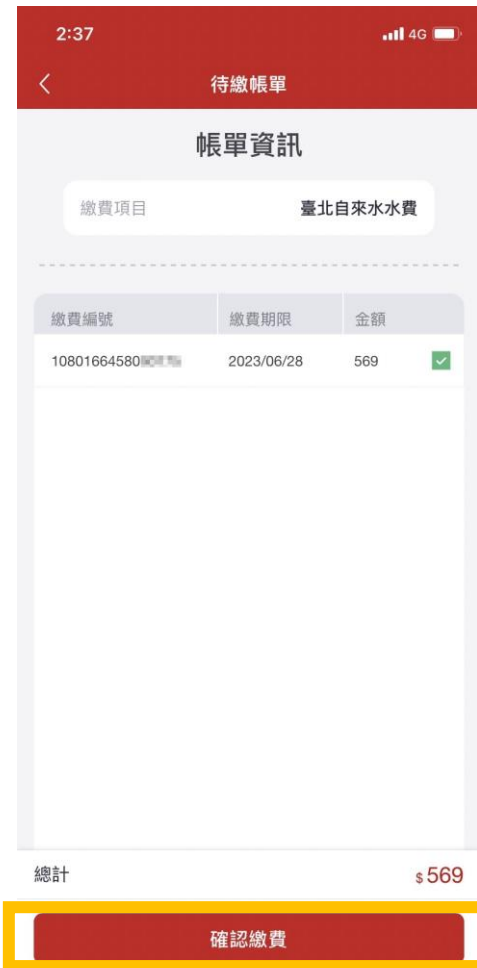 2:37 4G
待繳帳單
帳單資訊
繳費項目 臺北自來水水費
繳費編號 繳費期限 金額
10801664580 2023/06/28 569
總計 $569
確認繳費